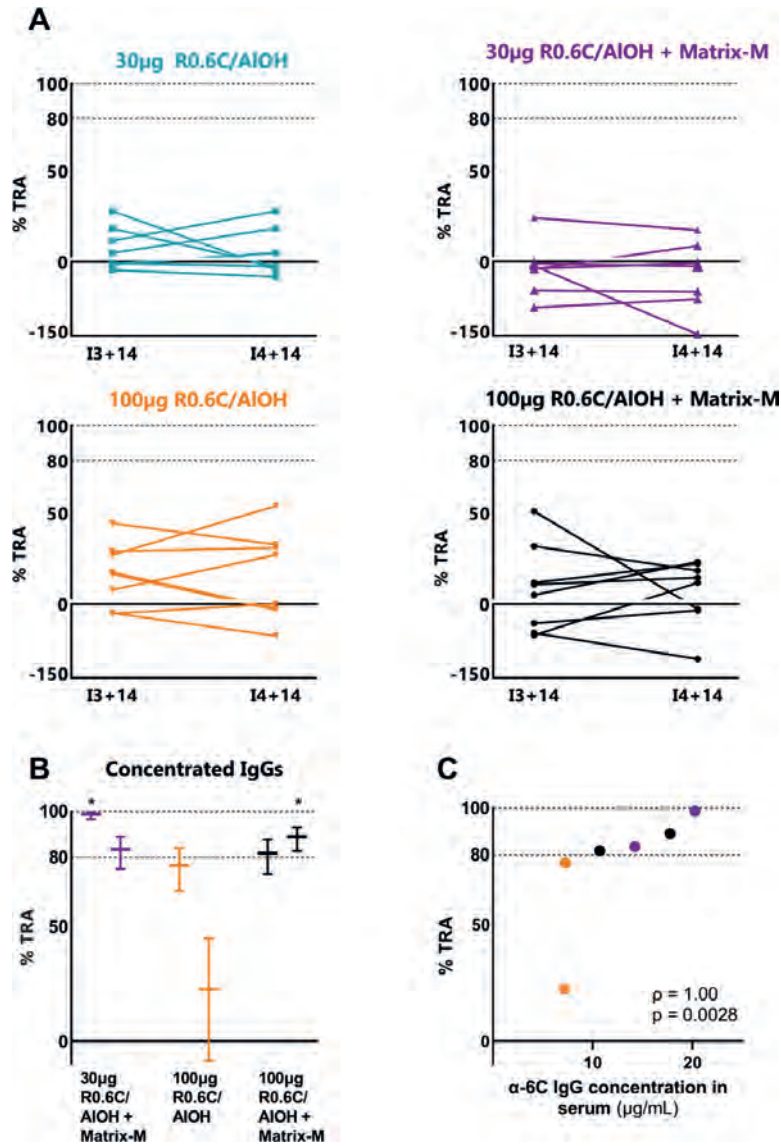 A
30µg R0.6C/AlOH
100
80
50
0
-150
% TRA
I3+14
I4+14
30µg R0.6C/AlOH + Matrix-M
100
80
50
0
-150
% TRA
I3+14
I4+14
100µg R0.6C/AlOH
100
80
50
0
-150
% TRA
I3+14
I4+14
100µg R0.6C/AlOH + Matrix-M
100
80
50
0
-150
% TRA
I3+14
I4+14
B
Concentrated IgGs
* *
100
80
50
0
% TRA
30µg
R0.6C/
AlOH +
Matrix-M
100µg
R0.6C/
AlOH
100µg
R0.6C/
AlOH +
Matrix-M
C
100
80
50
0
% TRA
ρ = 1.00
p = 0.0028
10
20
α-6C IgG concentration in
serum (µg/mL)